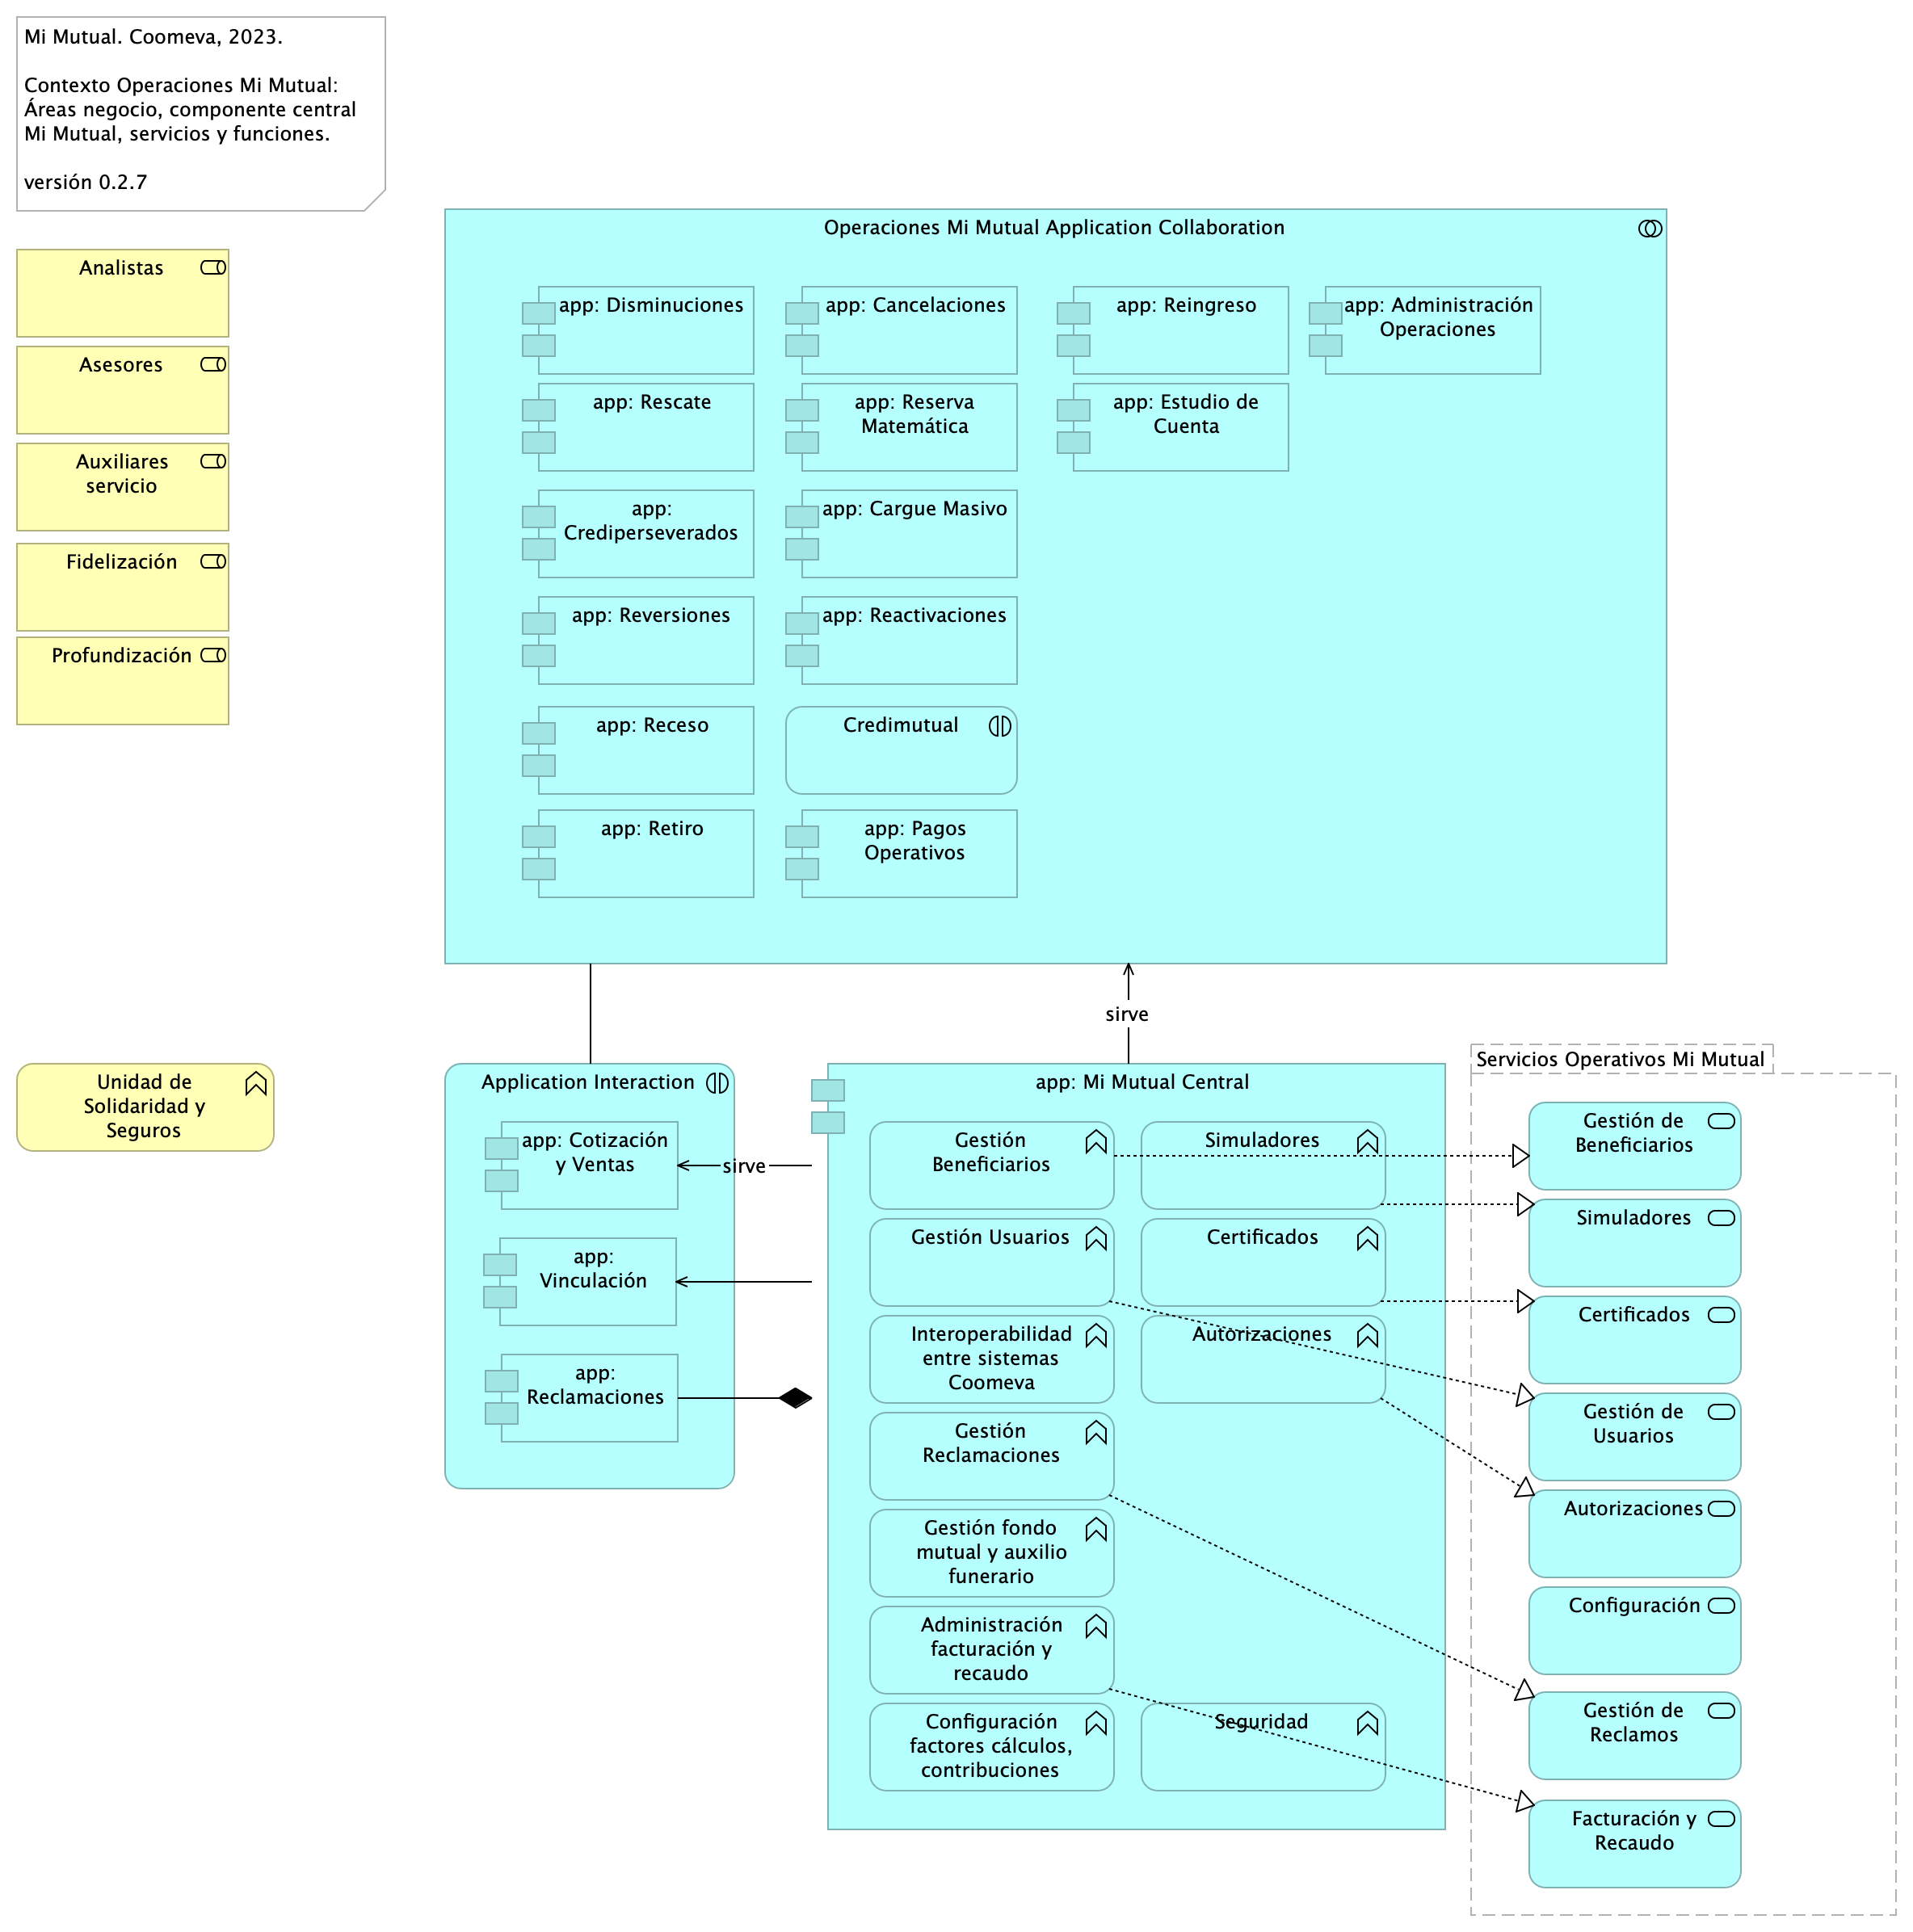 Mi Mutual. Coomeva, 2023.
Contexto Operaciones Mi Mutual:
Áreas negocio, componente central
Mi Mutual, servicios y funciones.
versión 0.2.7
Analistas
Asesores
Auxiliares
servicio
Fidelización
Profundización
Operaciones Mi Mutual Application Collaboration
app: Disminuciones
app: Cancelaciones
app: Reingreso
app: Administración
Operaciones
app: Rescate
app: Reserva
Matemática
app: Estudio de
Cuenta
app:
Crediperseverados
app: Cargue Masivo
app: Reversiones
app: Reactivaciones
app: Receso
Credimutual
app: Retiro
app: Pagos
Operativos
sirve
Unidad de
Solidaridad y
Seguros
Application Interaction
app: Cotización
y Ventas
sirve
app:
Vinculación
app:
Reclamaciones
app: Mi Mutual Central
Gestión
Beneficiarios
Simuladores
Gestión Usuarios
Certificados
Interoperabilidad
entre sistemas
Coomeva
Autorizaciones
Gestión
Reclamaciones
Gestión fondo
mutual y auxilio
funerario
Administración
facturación y
recaudo
Configuración
factores cálculos,
contribuciones
Seguridad
Servicios Operativos Mi Mutual
Gestión de
Beneficiarios
Simuladores
Certificados
Gestión de
Usuarios
Autorizaciones
Configuración
Gestión de
Reclamos
Facturación y
Recaudo